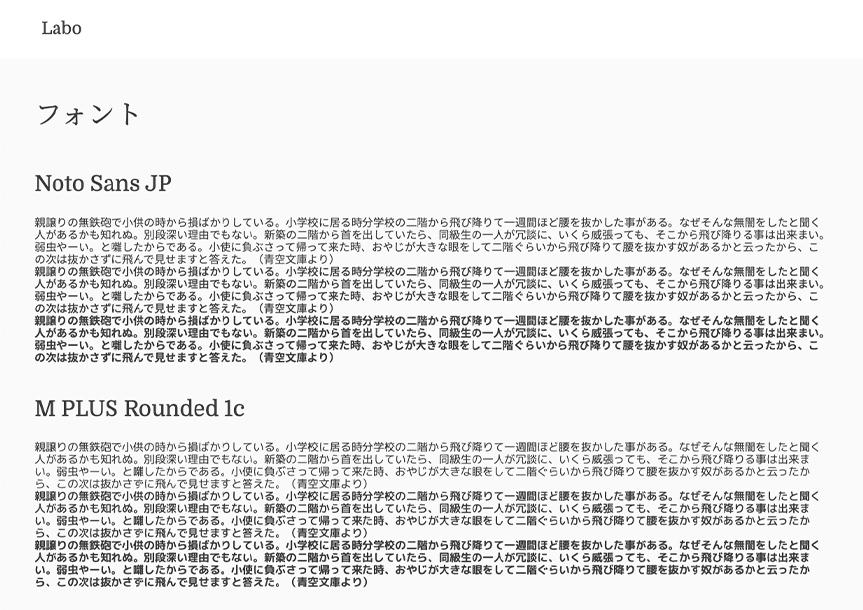 Labo
フォント
Noto Sans JP
親譲りの無鉄砲で小供の時から損ばかりしている。小学校に居る時分学校の二階から飛び降りて一週間ほど腰を抜かした事がある。なぜそんな無闇をしたと聞く
人があるかも知れぬ。別段深い理由でもない。新築の二階から首を出していたら、同級生の一人が冗談に、いくら威張っても、そこから飛び降りる事は出来まい。
弱虫やーい。と囃したからである。小使に負ぶさって帰って来た時、おやじが大きな眼をして二階ぐらいから飛び降りて腰を抜かす奴があるかと云ったから、こ
の次は抜かさずに飛んで見せますと答えた。（青空文庫より）
親譲りの無鉄砲で小供の時から損ばかりしている。小学校に居る時分学校の二階から飛び降りて一週間ほど腰を抜かした事がある。なぜそんな無闇をしたと聞く
人があるかも知れぬ。別段深い理由でもない。新築の二階から首を出していたら、同級生の一人が冗談に、いくら威張っても、そこから飛び降りる事は出来まい。
弱虫やーい。と囃したからである。小使に負ぶさって帰って来た時、おやじが大きな眼をして二階ぐらいから飛び降りて腰を抜かす奴があるかと云ったから、こ
の次は抜かさずに飛んで見せますと答えた。（青空文庫より）
親譲りの無鉄砲で小供の時から損ばかりしている。小学校に居る時分学校の二階から飛び降りて一週間ほど腰を抜かした事がある。なぜそんな無闇をしたと聞く
人があるかも知れぬ。別段深い理由でもない。新築の二階から首を出していたら、同級生の一人が冗談に、いくら威張っても、そこから飛び降りる事は出来まい。
弱虫やーい。と囃したからである。小使に負ぶさって帰って来た時、おやじが大きな眼をして二階ぐらいから飛び降りて腰を抜かす奴があるかと云ったから、こ
の次は抜かさずに飛んで見せますと答えた。（青空文庫より）
M PLUS Rounded 1c
親譲りの無鉄砲で小供の時から損ばかりしている。小学校に居る時分学校の二階から飛び降りて一週間ほど腰を抜かした事がある。なぜそんな無闇をしたと聞く
人があるかも知れぬ。別段深い理由でもない。新築の二階から首を出していたら、同級生の一人が冗談に、いくら威張っても、そこから飛び降りる事は出来ま
い。弱虫やーい。と囃したからである。小使に負ぶさって帰って来た時、おやじが大きな眼をして二階ぐらいから飛び降りて腰を抜かす奴があるかと云ったか
ら、この次は抜かさずに飛んで見せますと答えた。（青空文庫より）
親譲りの無鉄砲で小供の時から損ばかりしている。小学校に居る時分学校の二階から飛び降りて一週間ほど腰を抜かした事がある。なぜそんな無闇をしたと聞く
人があるかも知れぬ。別段深い理由でもない。新築の二階から首を出していたら、同級生の一人が冗談に、いくら威張っても、そこから飛び降りる事は出来ま
い。弱虫やーい。と囃したからである。小使に負ぶさって帰って来た時、おやじが大きな眼をして二階ぐらいから飛び降りて腰を抜かす奴があるかと云ったか
ら、この次は抜かさずに飛んで見せますと答えた。（青空文庫より）
親譲りの無鉄砲で小供の時から損ばかりしている。小学校に居る時分学校の二階から飛び降りて一週間ほど腰を抜かした事がある。なぜそんな無闇をしたと聞く
人があるかも知れぬ。別段深い理由でもない。新築の二階から首を出していたら、同級生の一人が冗談に、いくら威張っても、そこから飛び降りる事は出来ま
い。弱虫やーい。と囃したからである。小使に負ぶさって帰って来た時、おやじが大きな眼をして二階ぐらいから飛び降りて腰を抜かす奴があるかと云ったか
ら、この次は抜かさずに飛んで見せますと答えた。（青空文庫より）